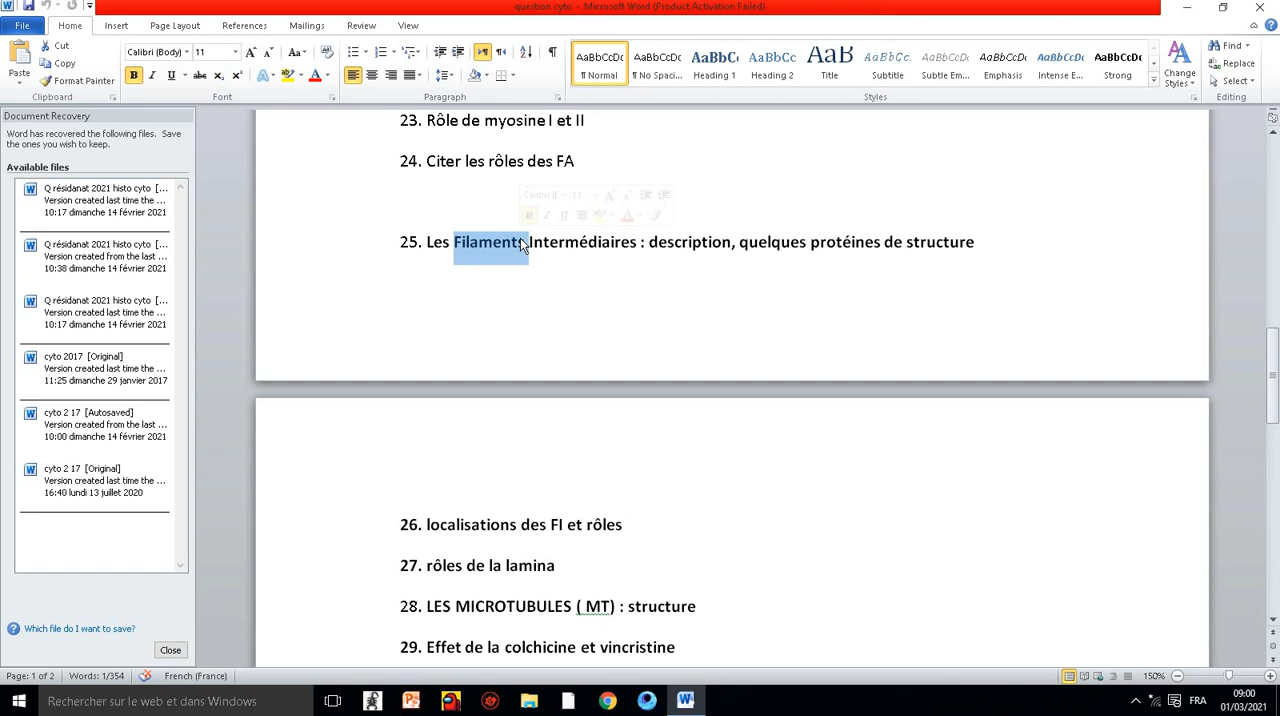 question cyto - Microsoft Word (Product Activation Failed)
File Home Insert Page Layout References Mailings Review View
Paste
Cut
Copy
Format Painter
Clipboard
Calibri (Body) 11
Font
Paragraph
AaBbCcDc AaBbCcDc AaBbCc AaBbCc AaB AaBbCc. AaBbCcDc AaBbCcDc AaBbCcDc AaBbCcDc
¶ Normal ¶ No Spaci... Heading 1 Heading 2 Title Subtitle Subtle Em... Emphasis Intense E... Strong
Change Styles
Styles
Find
Replace
Select
Editing
Document Recovery
Word has recovered the following files. Save
the ones you wish to keep.
Available files
Q résidanat 2021 histo cyto [...
Version created last time the ...
10:17 dimanche 14 février 2021
Q résidanat 2021 histo cyto [...
Version created last time the ...
10:38 dimanche 14 février 2021
Q résidanat 2021 histo cyto [...
Version created last time the ...
10:17 dimanche 14 février 2021
cyto 2017 [Original]
Version created last time the ...
11:25 dimanche 29 janvier 2017
cyto 2 17 [Autosaved]
Version created from the last ...
10:00 dimanche 14 février 2021
cyto 2 17 [Original]
Version created last time the ...
16:40 lundi 13 juillet 2020
Which file do I want to save?
Close
23. Rôle de myosine I et II
24. Citer les rôles des FA
25. Les Filaments Intermédiaires : description, quelques protéines de structure
26. localisations des FI et rôles
27. rôles de la lamina
28. LES MICROTUBULES ( MT) : structure
29. Effet de la colchicine et vincristine
Page: 1 of 2 Words: 1/354 French (France) 150%
Rechercher sur le web et dans Windows
FRA
09:00
01/03/2021